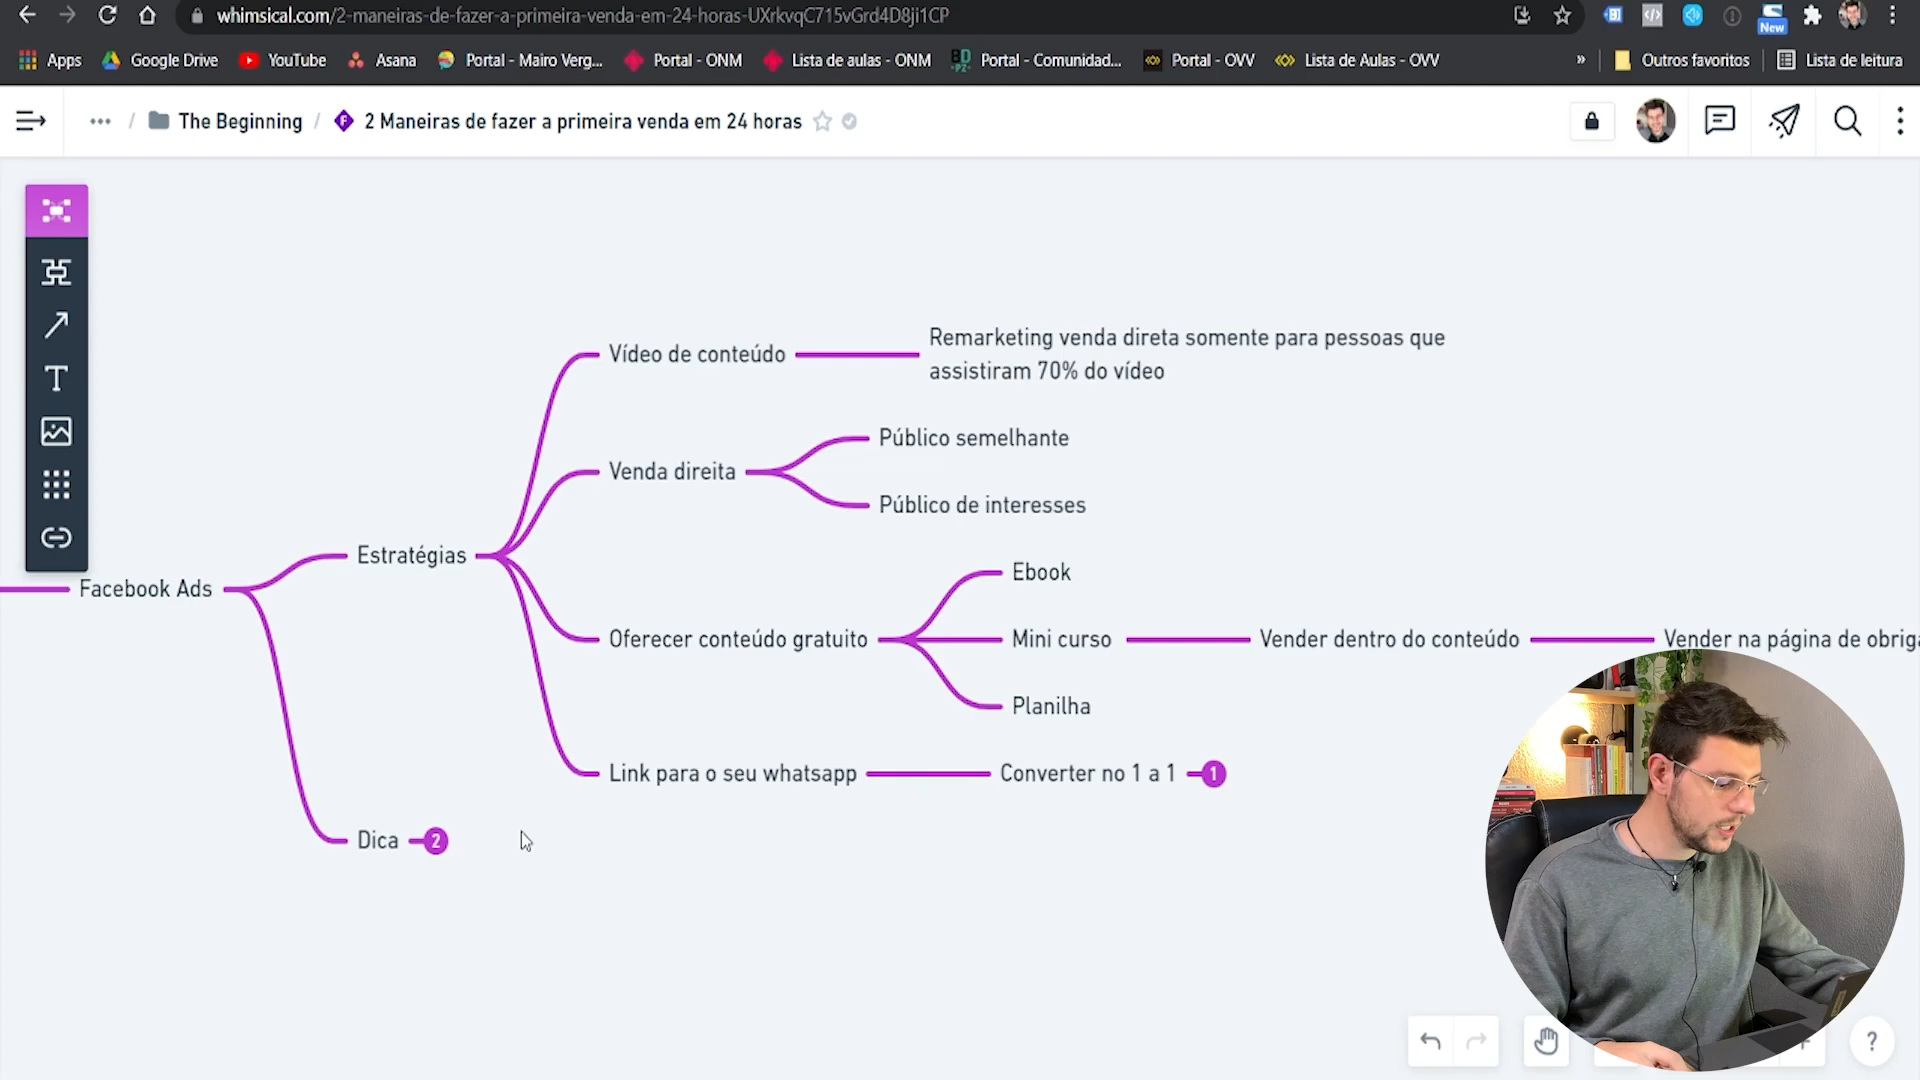 whimsical.com/2-maneiras-de-fazer-a-primeira-venda-em-24-horas-UXrkvqC715vGrd4D8ji1CP
New
Apps
Google Drive
YouTube
Asana
Portal - Mairo Verg...
Portal - ONM
Lista de aulas - ONM
Portal - Comunidad...
Portal - OVV
Lista de Aulas - OVV
»
Outros favoritos
Lista de leitura
... / The Beginning / 2 Maneiras de fazer a primeira venda em 24 horas
Remarketing venda direta somente para pessoas que
assistiram 70% do vídeo
Vídeo de conteúdo
Público semelhante
Venda direita
Público de interesses
Estratégias
Ebook
Facebook Ads
Oferecer conteúdo gratuito
Mini curso
Vender dentro do conteúdo
Vender na página de obriga
Planilha
Link para o seu whatsapp
Converter no 1 a 1
1
Dica
2
?